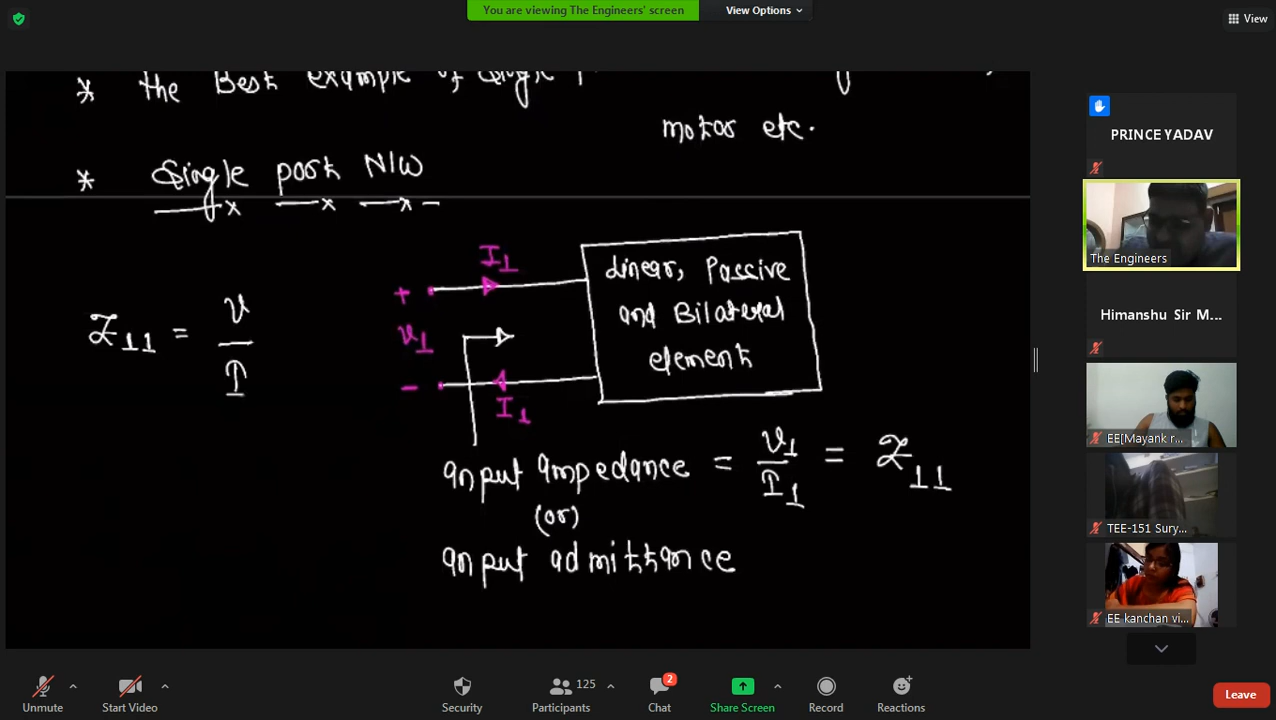 You are viewing The Engineers' screen
View Options
View
* the Best example of Single
motor etc.
* Single port N/W
I1
+
V1
-
I1
Linear, Passive
and Bilateral
elements
Z11 = V / I
input impedance = V1 / I1 = Z11
(or)
input admittance
PRINCE YADAV
The Engineers
Himanshu Sir M...
EE[Mayank r...
TEE-151 Sury...
EE kanchan vi...
Unmute
Start Video
Security
125
Participants
2
Chat
Share Screen
Record
Reactions
Leave